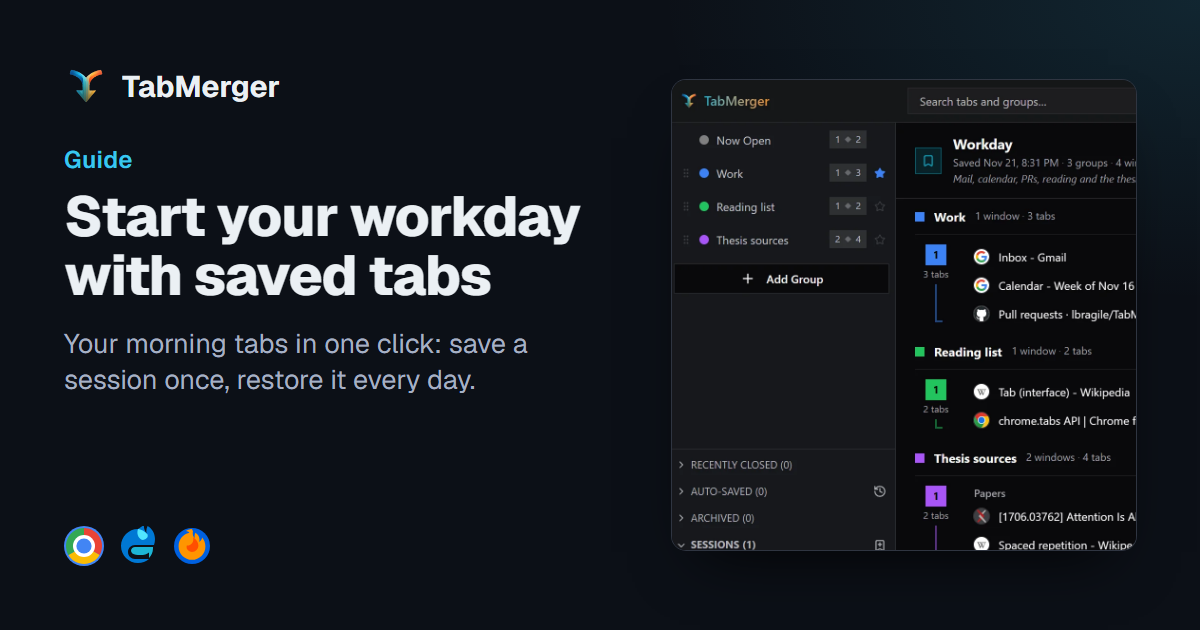 TabMerger
Guide
Start your workday
with saved tabs
Your morning tabs in one click: save a
session once, restore it every day.
TabMerger
Search tabs and groups...
Now Open
1 2
Work
1 3
Reading list
1 2
Thesis sources
2 4
+ Add Group
RECENTLY CLOSED (0)
AUTO-SAVED (0)
ARCHIVED (0)
SESSIONS (1)
Workday
Saved Nov 21, 8:31 PM · 3 groups · 4
Mail, calendar, PRs, reading and the
Work 1 window · 3 tabs
1
3 tabs
Inbox - Gmail
Calendar - Week of Nov 16
Pull requests · lbragile/
Reading list 1 window · 2 tabs
1
2 tabs
W
Tab (interface) - Wikipedia
chrome.tabs API | Chrome
Thesis sources 2 windows · 4 tabs
1
2 tabs
Papers
[1706.03762] Attention Is
W
Spaced repetition -